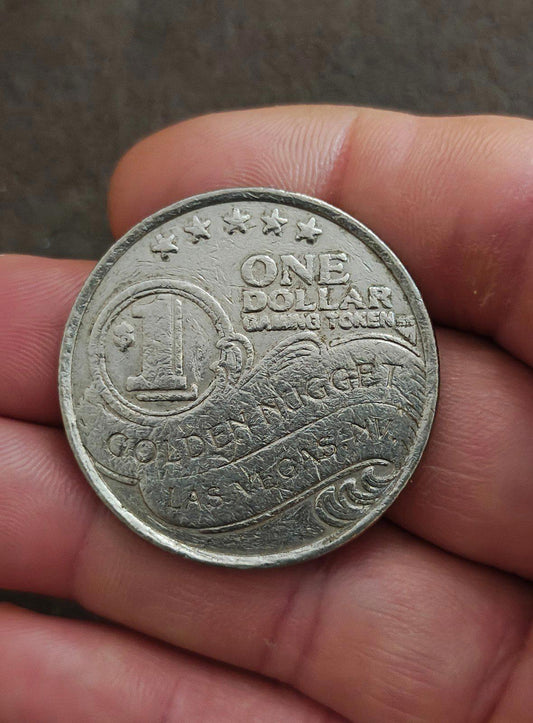 ONE
DOLLAR
GAMING TOKEN
$1
GOLDEN NUGGET
LAS VEGAS-NV.